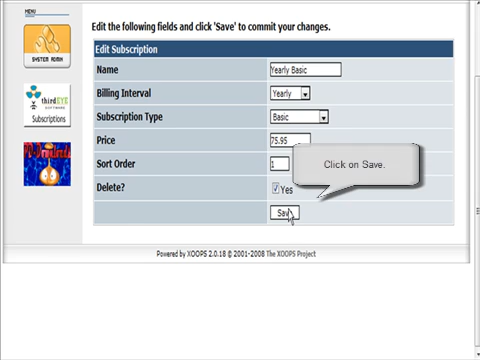 MENU
Edit the following fields and click 'Save' to commit your changes.
SYSTEM ADMIN
Edit Subscription
Name
Yearly Basic
Billing Interval
Yearly
thirdEYE
SOFTWARE
Subscriptions
Subscription Type
Basic
Price
75.95
Sort Order
1
Click on Save.
Delete?
Yes
Save
Powered by XOOPS 2.0.18 © 2001-2008 The XOOPS Project